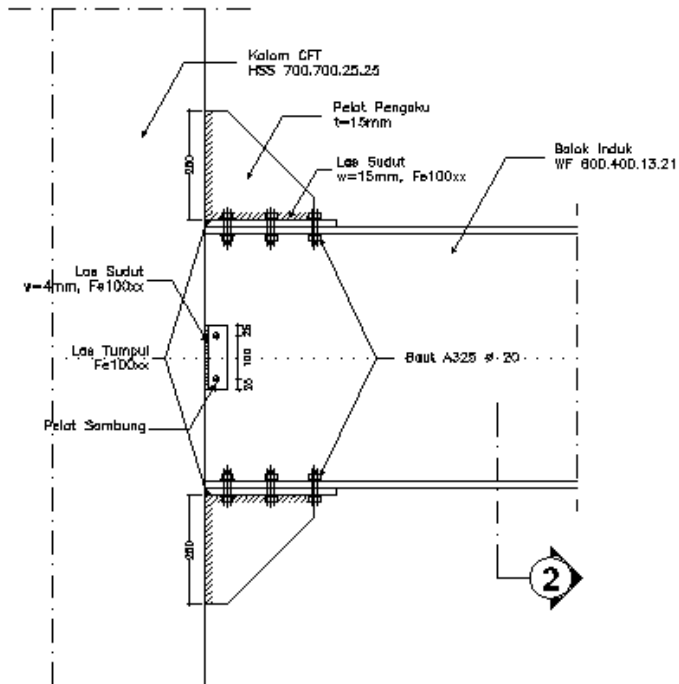 Kolom CFT
HSS 700.700.25.25
Pelat Pengaku
t=15mm
Las Sudut
w=15mm, Fe100xx
Balok Induk
WF 600.400.13.21
250
Las Sudut
w=4mm, Fe100xx
25
100
Las Tumpul
Fe100xx
Baut A325 ø 20
Pelat Sambung
250
2